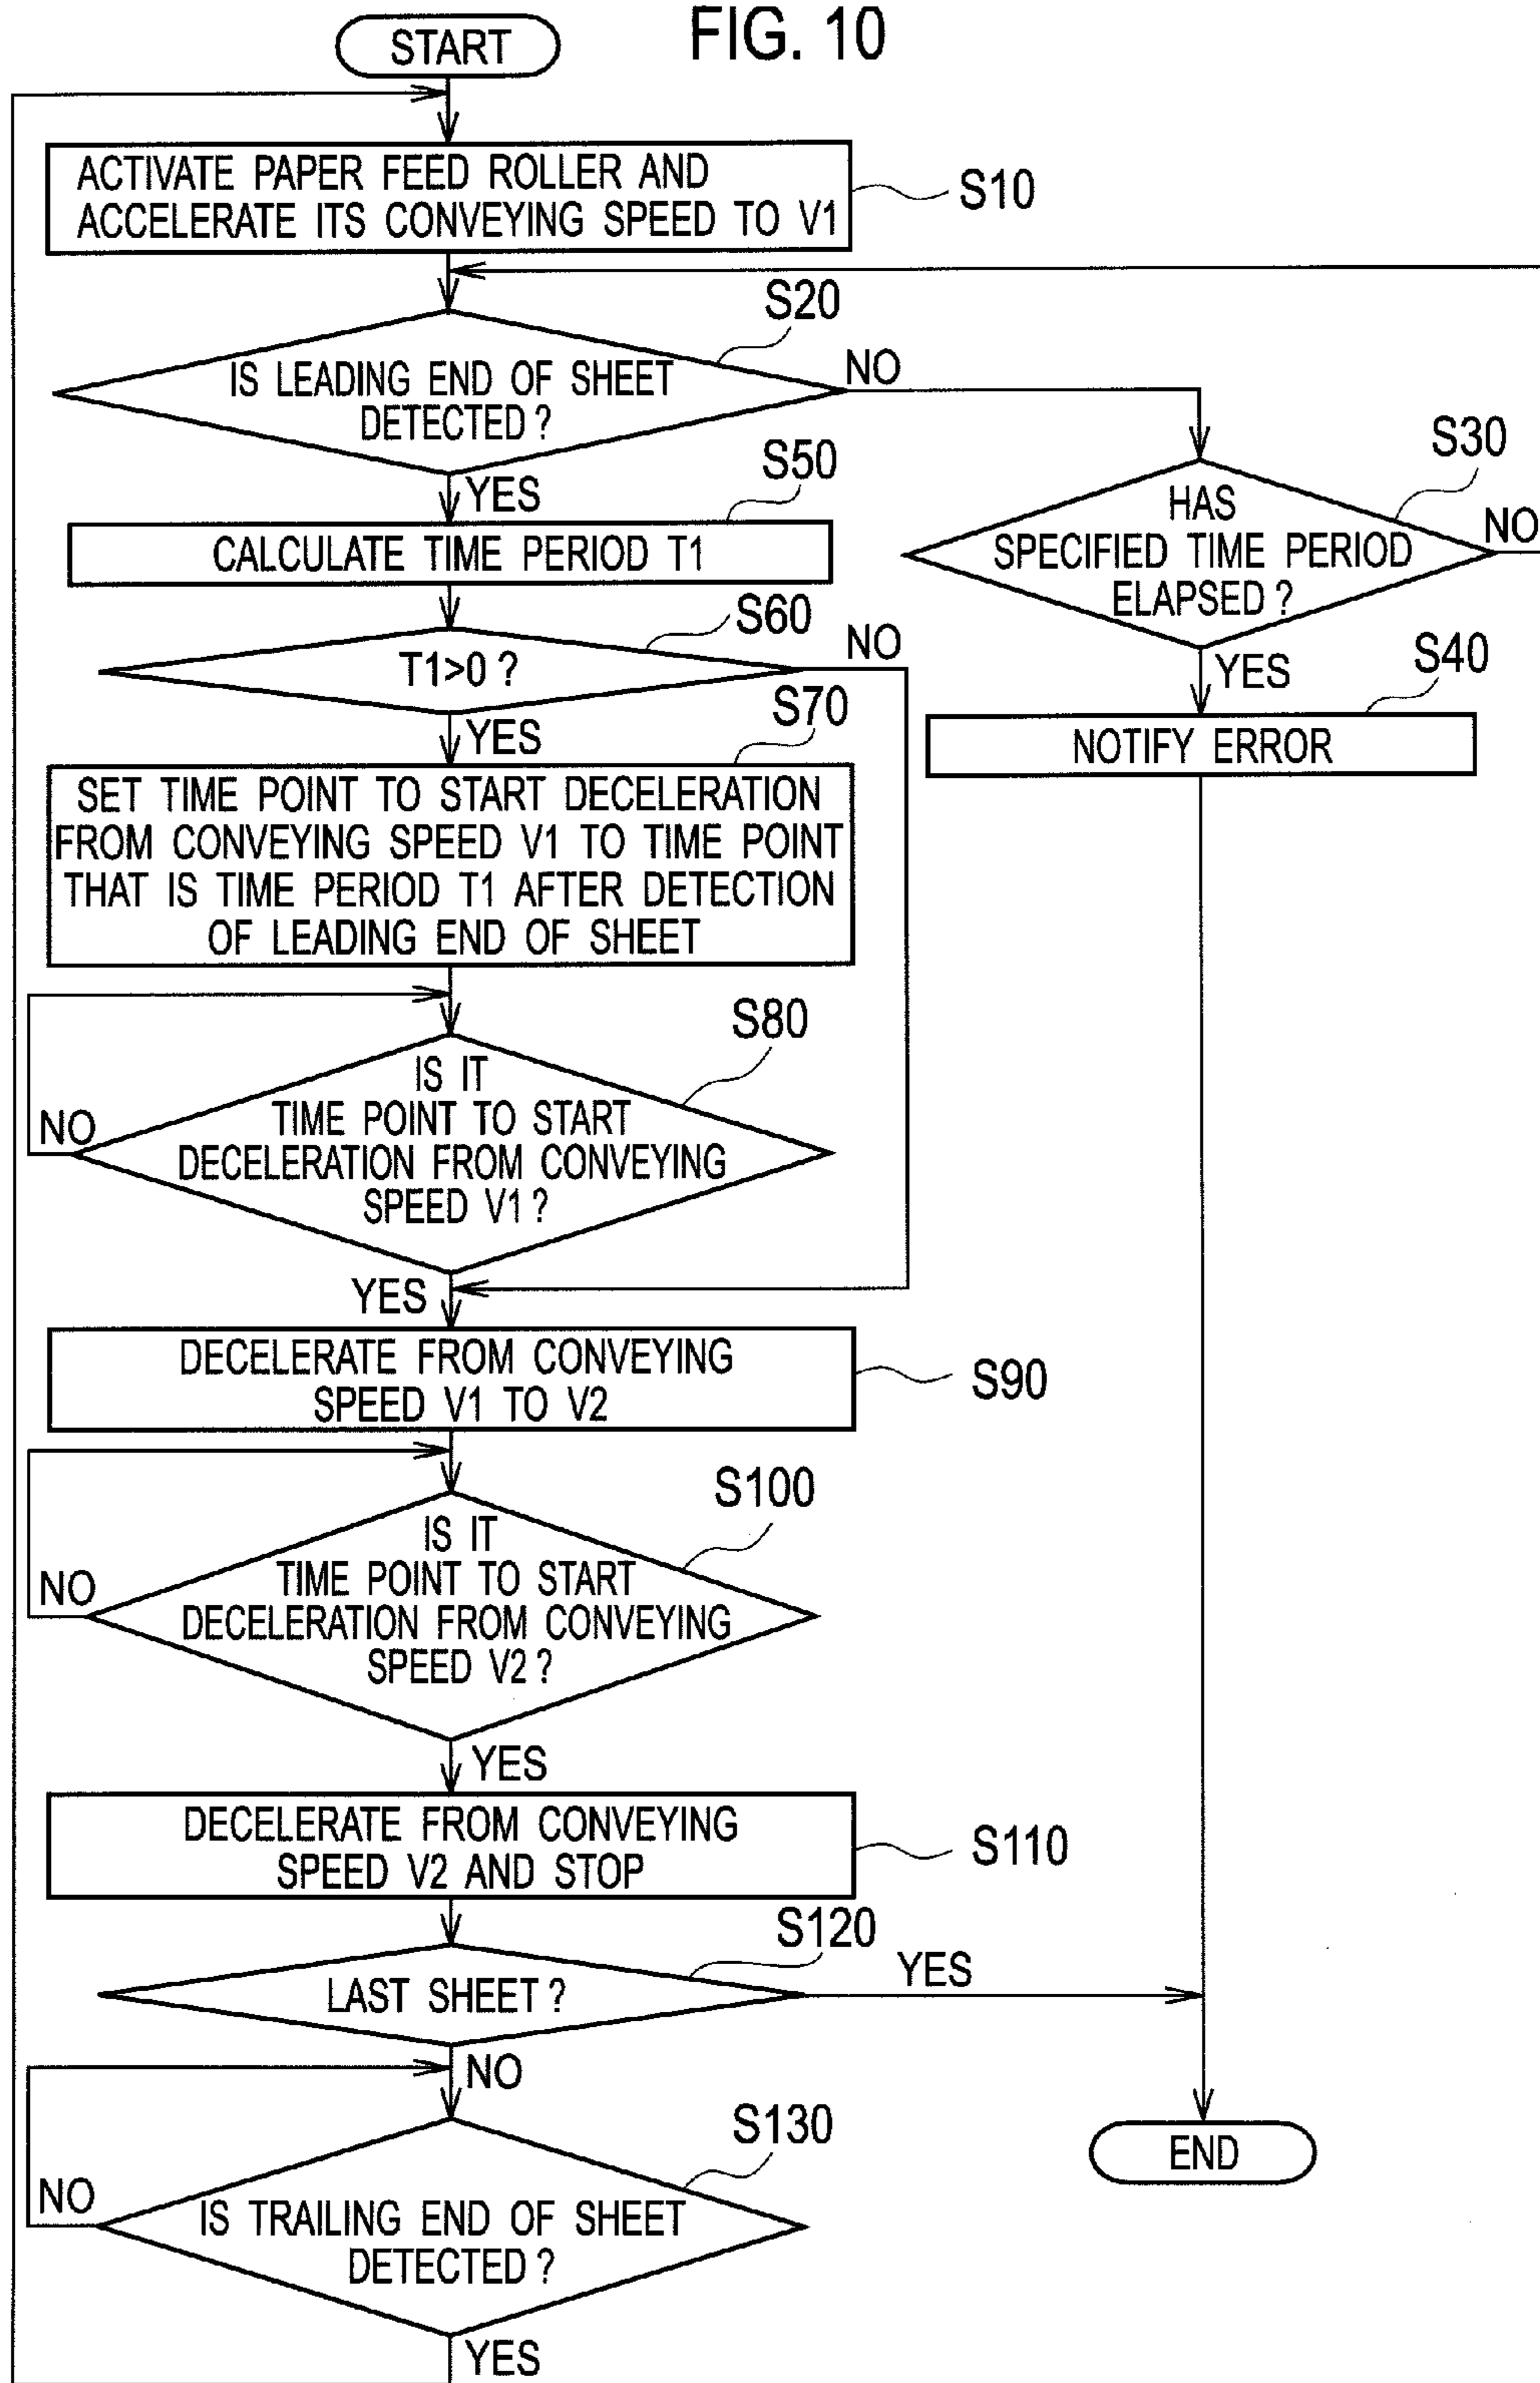 FIG. 10
START
ACTIVATE PAPER FEED ROLLER AND
ACCELERATE ITS CONVEYING SPEED TO V1
S10
S20
IS LEADING END OF SHEET
DETECTED?
NO
YES
S30
HAS
SPECIFIED TIME PERIOD
ELAPSED?
NO
YES
S40
NOTIFY ERROR
S50
CALCULATE TIME PERIOD T1
S60
T1>0?
NO
YES
S70
SET TIME POINT TO START DECELERATION
FROM CONVEYING SPEED V1 TO TIME POINT
THAT IS TIME PERIOD T1 AFTER DETECTION
OF LEADING END OF SHEET
S80
IS IT
TIME POINT TO START
DECELERATION FROM CONVEYING
SPEED V1?
NO
YES
DECELERATE FROM CONVEYING
SPEED V1 TO V2
S90
S100
IS IT
TIME POINT TO START
DECELERATION FROM CONVEYING
SPEED V2?
NO
YES
DECELERATE FROM CONVEYING
SPEED V2 AND STOP
S110
S120
LAST SHEET?
YES
NO
S130
IS TRAILING END OF SHEET
DETECTED?
NO
YES
END